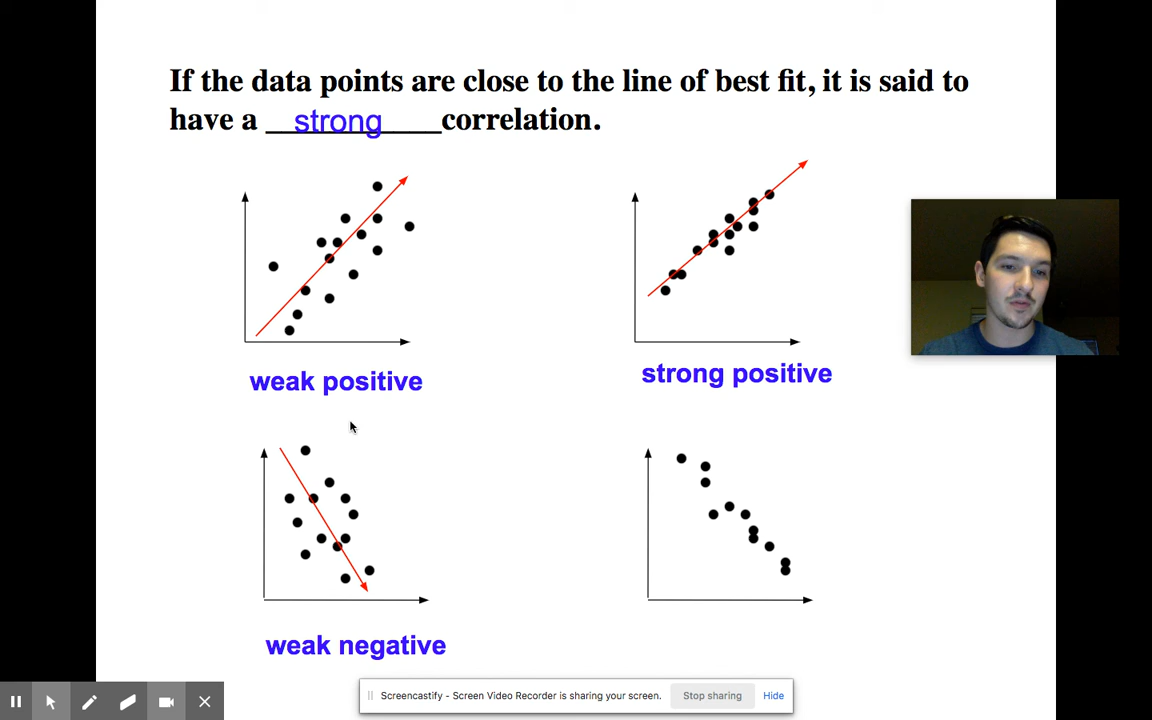 If the data points are close to the line of best fit, it is said to
have a strong correlation.
weak positive
strong positive
weak negative
Screencastify - Screen Video Recorder is sharing your screen. Stop sharing Hide